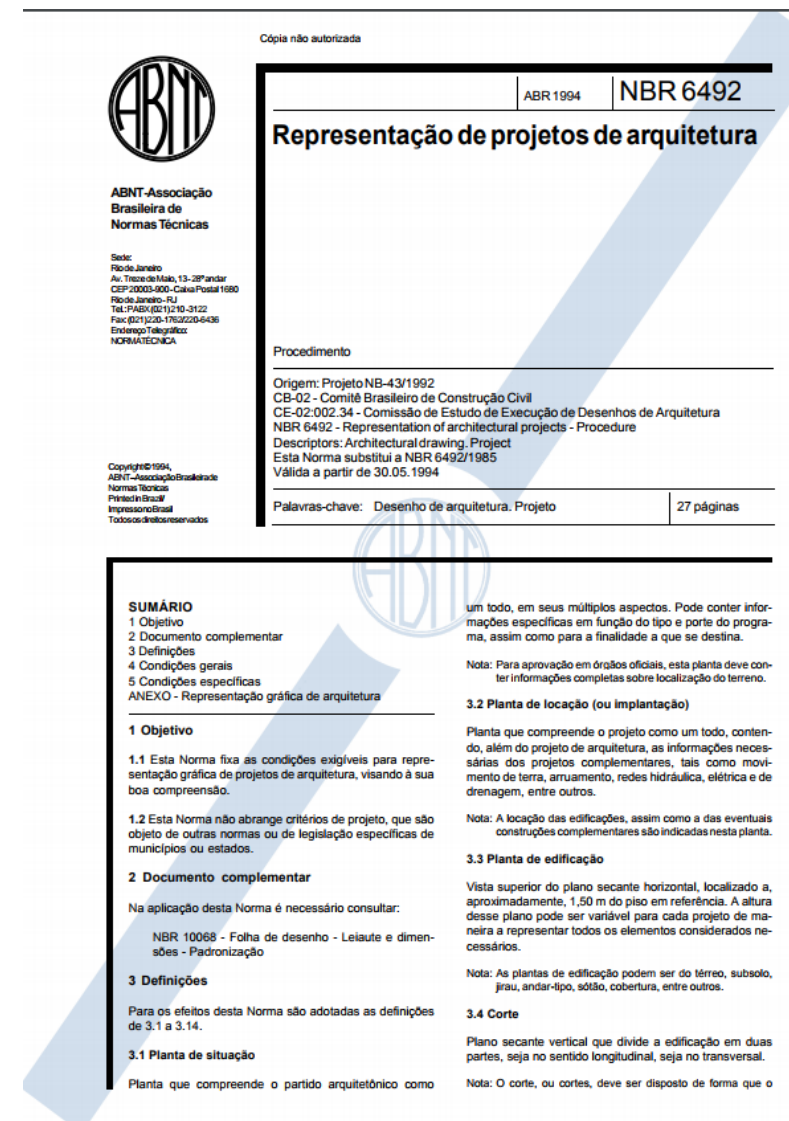 Cópia não autorizada
ABNT
ABR 1994
NBR 6492
Representação de projetos de arquitetura
ABNT-Associação
Brasileira de
Normas Técnicas
Sede:
Rio de Janeiro
Av. Treze de Maio, 13 - 28º andar
CEP 20003-900 - Caixa Postal 1680
Rio de Janeiro - RJ
Tel.: PABX (021) 210-3122
Fax: (021) 220-1762/220-6436
Endereço Telegráfico:
NORMATÉCNICA
Procedimento
Origem: Projeto NB-43/1992
CB-02 - Comitê Brasileiro de Construção Civil
CE-02:002.34 - Comissão de Estudo de Execução de Desenhos de Arquitetura
NBR 6492 - Representation of architectural projects - Procedure
Descriptors: Architectural drawing. Project
Esta Norma substitui a NBR 6492/1985
Válida a partir de 30.05.1994
Copyright © 1994,
ABNT–Associação Brasileira de
Normas Técnicas
Printed in Brazil/
Impresso no Brasil
Todos os direitos reservados
Palavras-chave: Desenho de arquitetura. Projeto
27 páginas
ABNT
SUMÁRIO
1 Objetivo
2 Documento complementar
3 Definições
4 Condições gerais
5 Condições específicas
ANEXO - Representação gráfica de arquitetura
1 Objetivo
1.1 Esta Norma fixa as condições exigíveis para repre-
sentação gráfica de projetos de arquitetura, visando à sua
boa compreensão.
1.2 Esta Norma não abrange critérios de projeto, que são
objeto de outras normas ou de legislação específicas de
municípios ou estados.
2 Documento complementar
Na aplicação desta Norma é necessário consultar:
NBR 10068 - Folha de desenho - Leiaute e dimen-
sões - Padronização
3 Definições
Para os efeitos desta Norma são adotadas as definições
de 3.1 a 3.14.
3.1 Planta de situação
Planta que compreende o partido arquitetônico como
um todo, em seus múltiplos aspectos. Pode conter infor-
mações específicas em função do tipo e porte do progra-
ma, assim como para a finalidade a que se destina.
Nota: Para aprovação em órgãos oficiais, esta planta deve con-
ter informações completas sobre localização do terreno.
3.2 Planta de locação (ou implantação)
Planta que compreende o projeto como um todo, conten-
do, além do projeto de arquitetura, as informações neces-
sárias dos projetos complementares, tais como movi-
mento de terra, arruamento, redes hidráulica, elétrica e de
drenagem, entre outros.
Nota: A locação das edificações, assim como a das eventuais
construções complementares são indicadas nesta planta.
3.3 Planta de edificação
Vista superior do plano secante horizontal, localizado a,
aproximadamente, 1,50 m do piso em referência. A altura
desse plano pode ser variável para cada projeto de ma-
neira a representar todos os elementos considerados ne-
cessários.
Nota: As plantas de edificação podem ser do térreo, subsolo,
jirau, andar-tipo, sótão, cobertura, entre outros.
3.4 Corte
Plano secante vertical que divide a edificação em duas
partes, seja no sentido longitudinal, seja no transversal.
Nota: O corte, ou cortes, deve ser disposto de forma que o